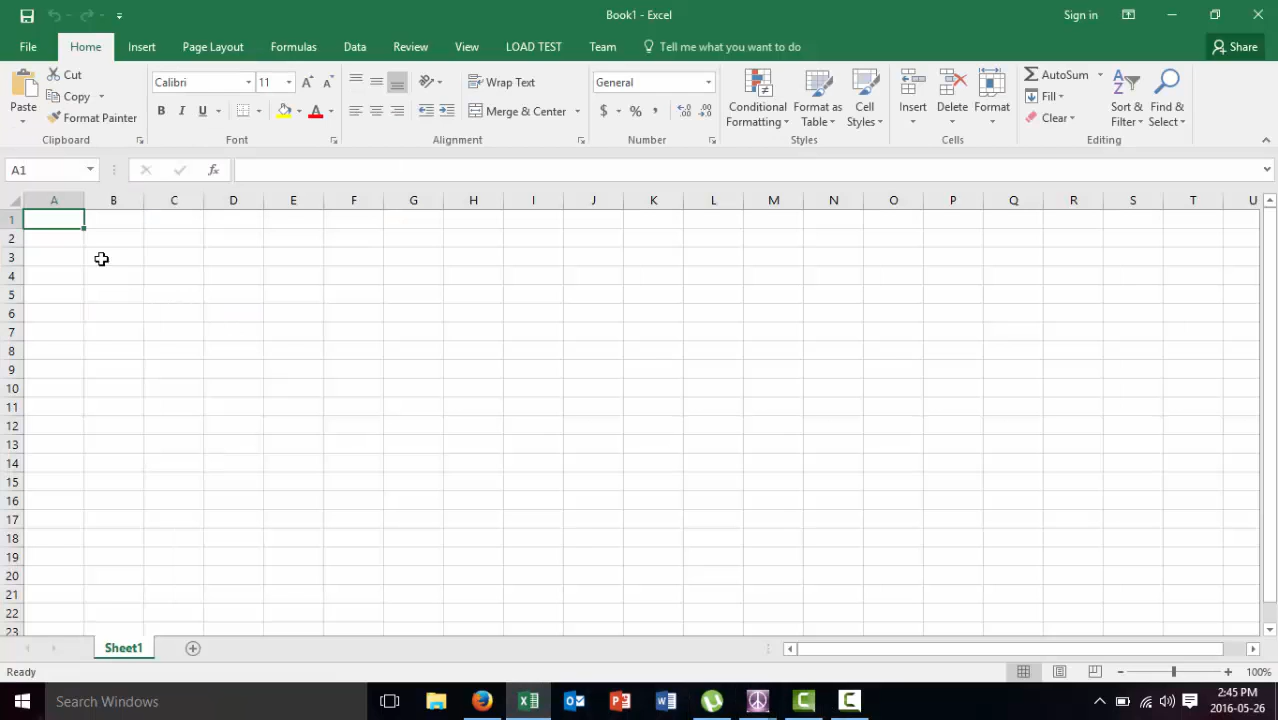 Book1 - Excel
Sign in
File Home Insert Page Layout Formulas Data Review View LOAD TEST Team Tell me what you want to do Share
Paste
Cut
Copy
Format Painter
Clipboard
Calibri 11
B I U
Font
Wrap Text
Merge & Center
Alignment
General
$ % ,
Number
Conditional Formatting
Format as Table
Cell Styles
Styles
Insert Delete Format
Cells
AutoSum
Fill
Clear
Sort & Filter
Find & Select
Editing
A1
fx
A B C D E F G H I J K L M N O P Q R S T U
1
2
3
4
5
6
7
8
9
10
11
12
13
14
15
16
17
18
19
20
21
22
23
Sheet1
Ready
100%
Search Windows
2:45 PM
2016-05-26